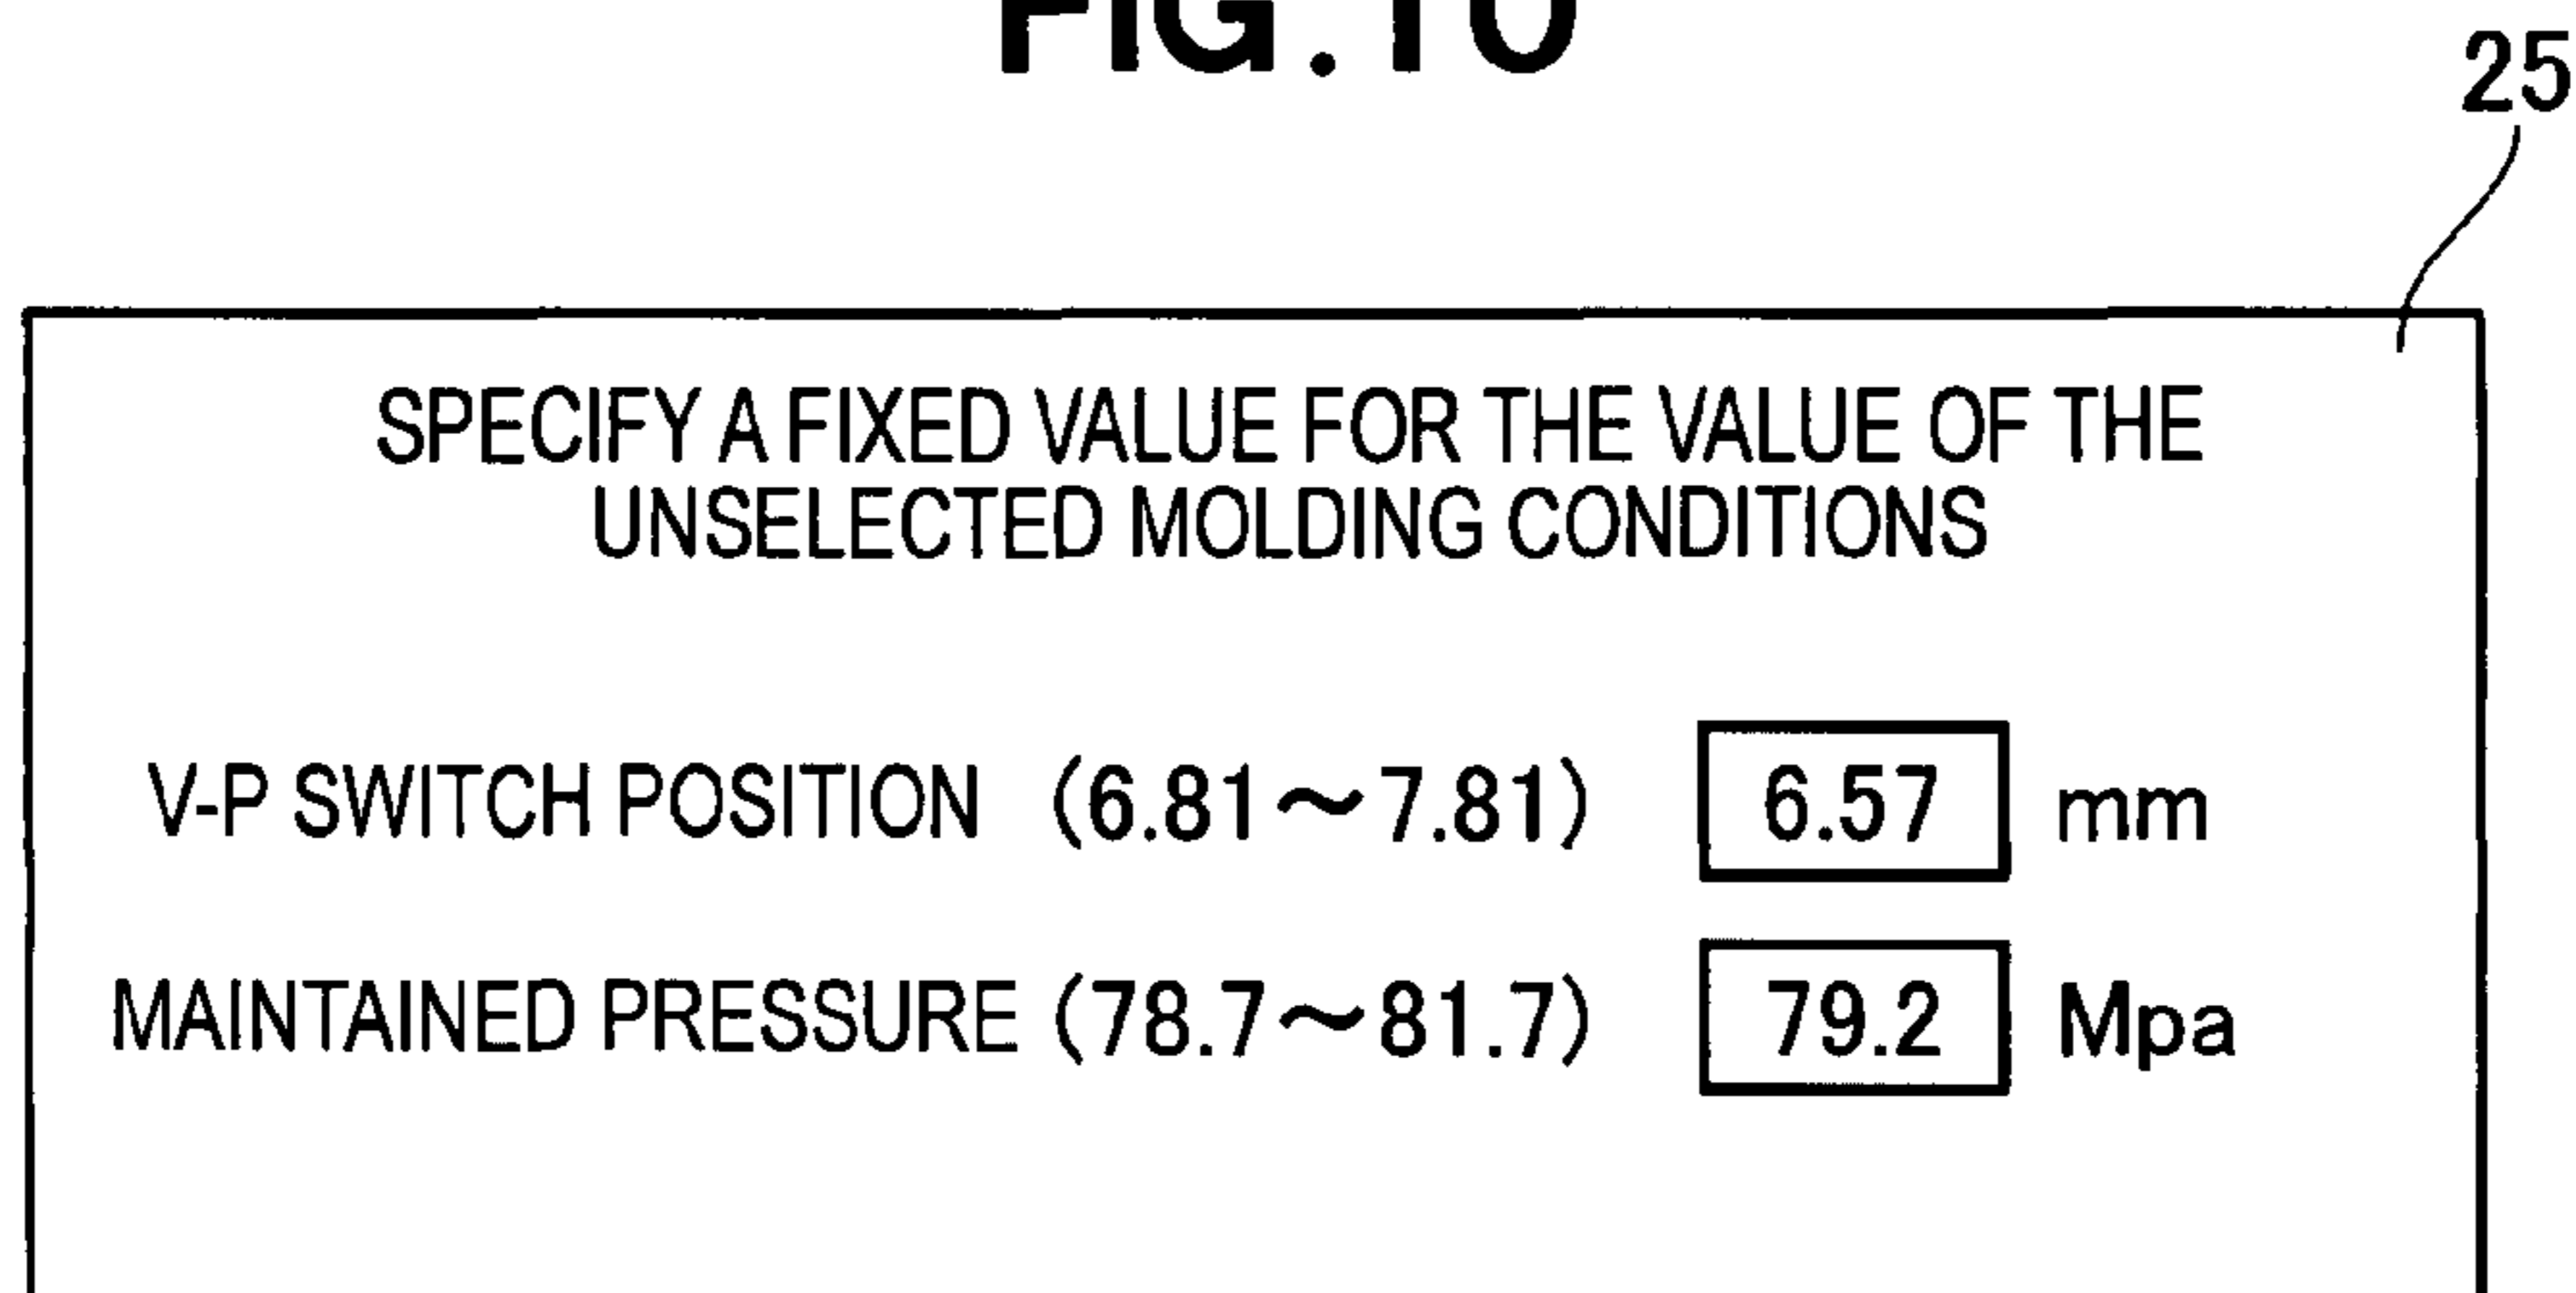 FIG.10
25
SPECIFY A FIXED VALUE FOR THE VALUE OF THE
UNSELECTED MOLDING CONDITIONS
V-P SWITCH POSITION (6.81～7.81) 6.57 mm
MAINTAINED PRESSURE (78.7～81.7) 79.2 Mpa